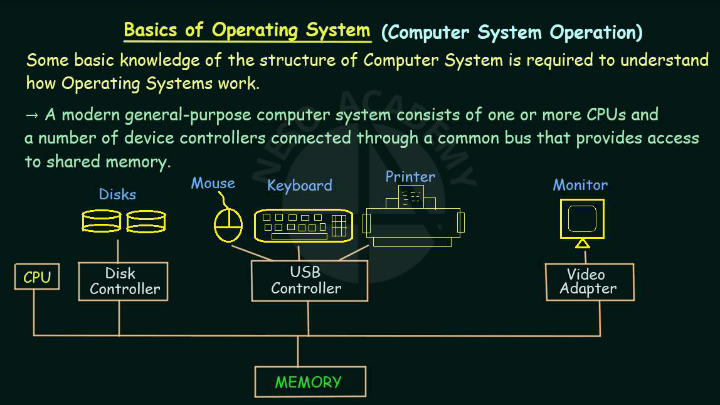 Basics of Operating System (Computer System Operation)
Some basic knowledge of the structure of Computer System is required to understand
how Operating Systems work.
→ A modern general-purpose computer system consists of one or more CPUs and
a number of device controllers connected through a common bus that provides access
to shared memory.
Disks
Mouse
Keyboard
Printer
Monitor
CPU
Disk
Controller
USB
Controller
Video
Adapter
MEMORY
NESO ACADEMY